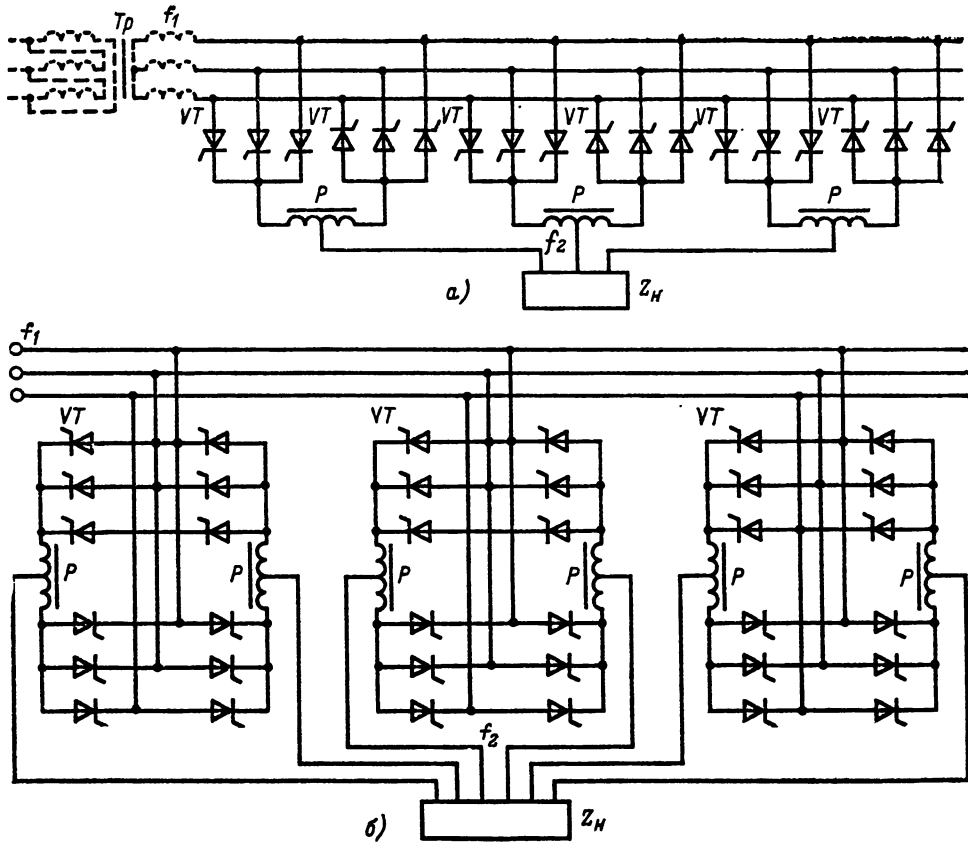 Тр f₁
VT VT VT VT VT VT
P P P
f₂
а) Zн
f₁
VT VT VT
P P P P P P
f₂
б) Zн